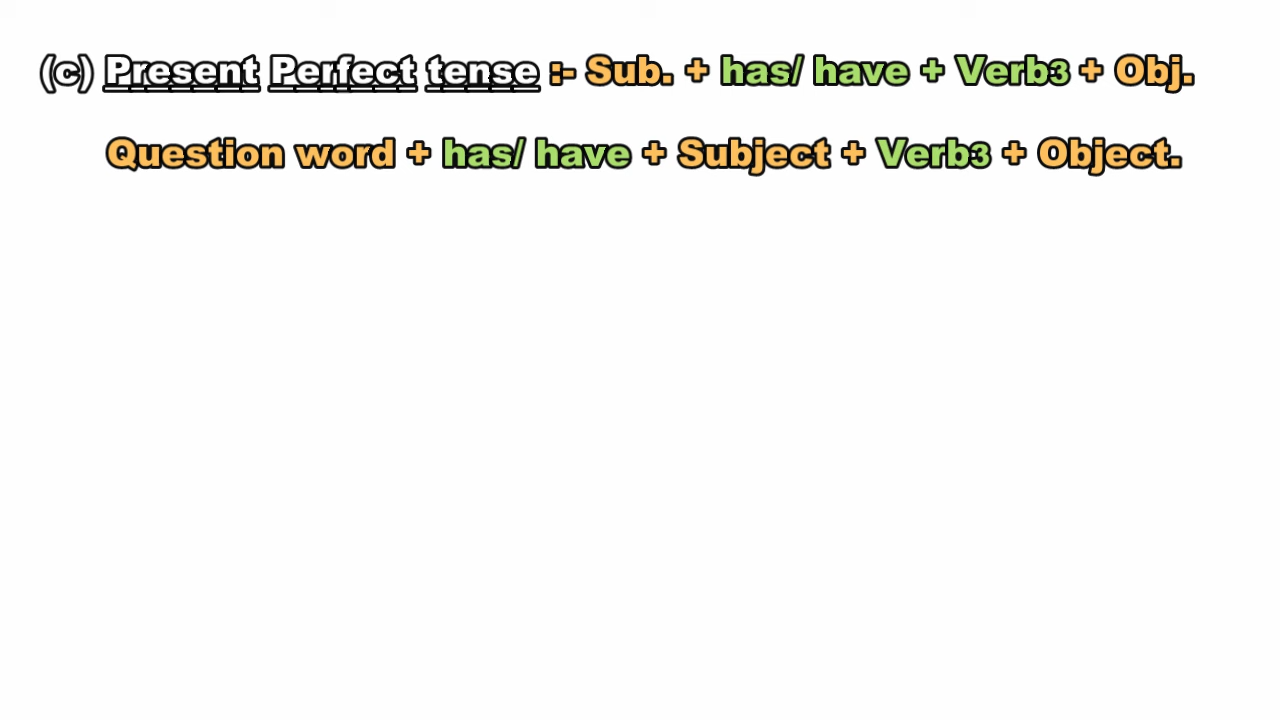 (c) Present Perfect tense :- Sub. + has/ have + Verb3 + Obj.
Question word + has/ have + Subject + Verb3 + Object.